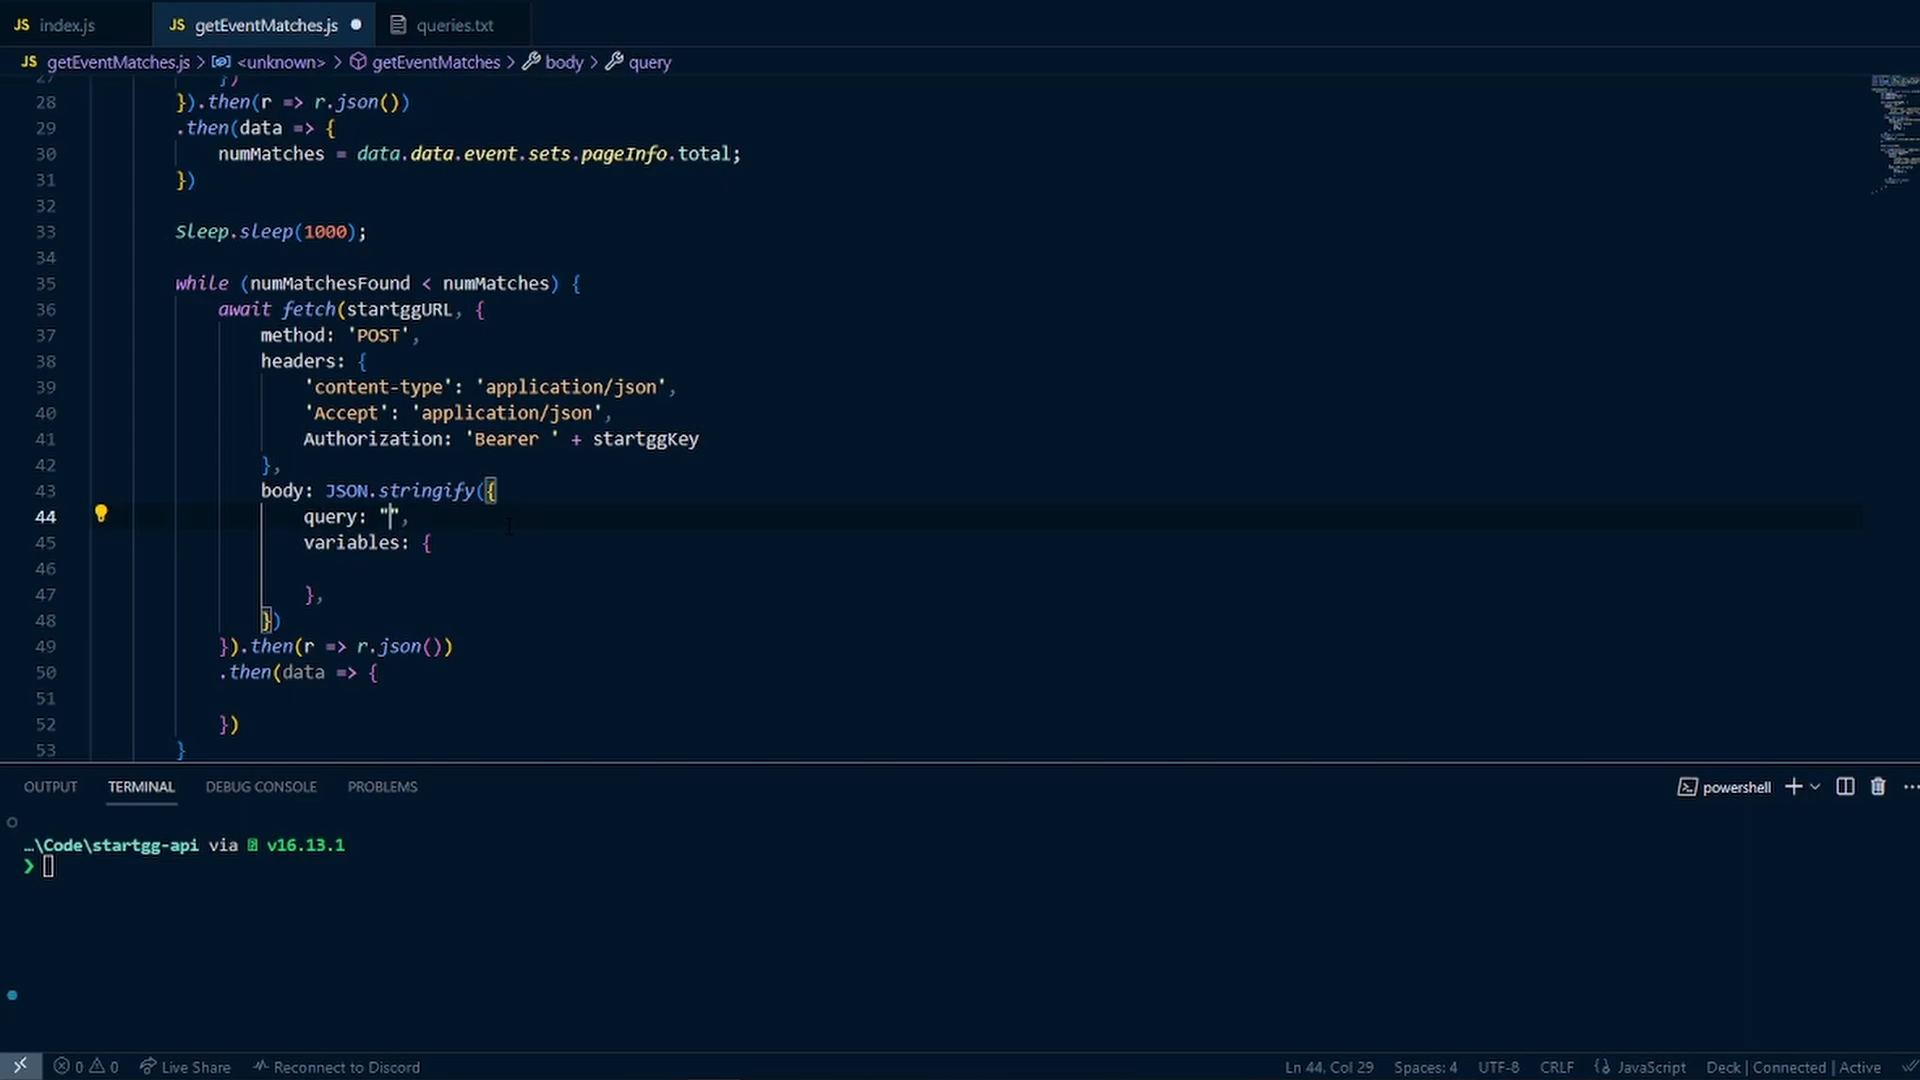 JS index.js JS getEventMatches.js queries.txt
JS getEventMatches.js > <unknown> > getEventMatches > body > query
27 })
28 }).then(r => r.json())
29 .then(data => {
30 numMatches = data.data.event.sets.pageInfo.total;
31 })
32
33 Sleep.sleep(1000);
34
35 while (numMatchesFound < numMatches) {
36 await fetch(startggURL, {
37 method: 'POST',
38 headers: {
39 'content-type': 'application/json',
40 'Accept': 'application/json',
41 Authorization: 'Bearer ' + startggKey
42 },
43 body: JSON.stringify({
44 query: "",
45 variables: {
46
47 },
48 })
49 }).then(r => r.json())
50 .then(data => {
51
52 })
53 }
OUTPUT TERMINAL DEBUG CONSOLE PROBLEMS powershell
…\Code\startgg-api via v16.13.1
❯
0 0 Live Share Reconnect to Discord Ln 44, Col 29 Spaces: 4 UTF-8 CRLF JavaScript Deck | Connected | Active